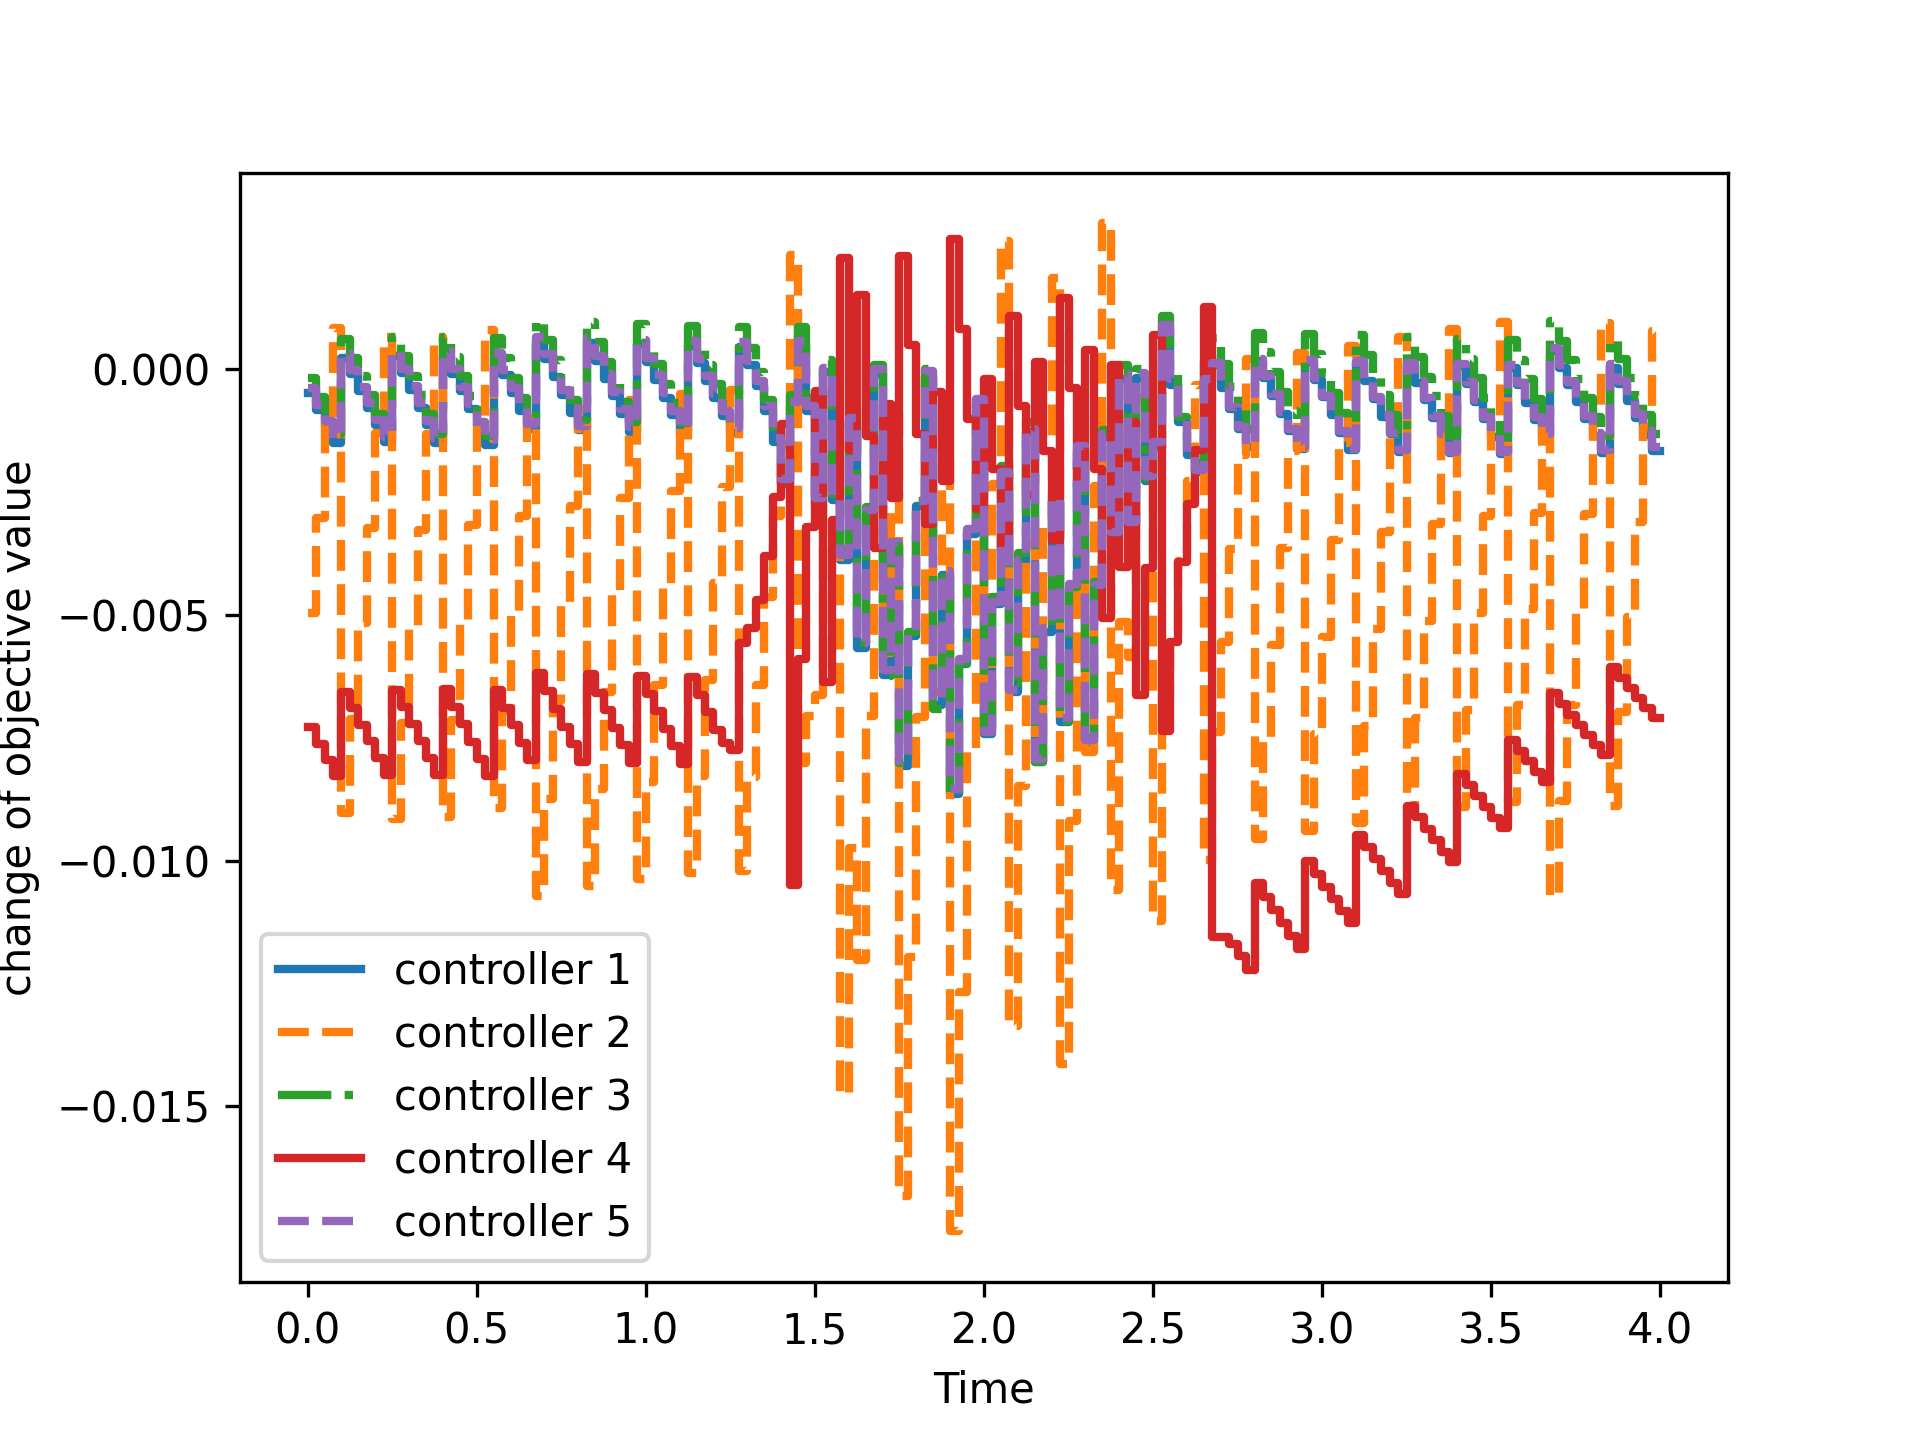 change of objective value
0.000
−0.005
−0.010
−0.015
controller 1
controller 2
controller 3
controller 4
controller 5
0.0 0.5 1.0 1.5 2.0 2.5 3.0 3.5 4.0
Time